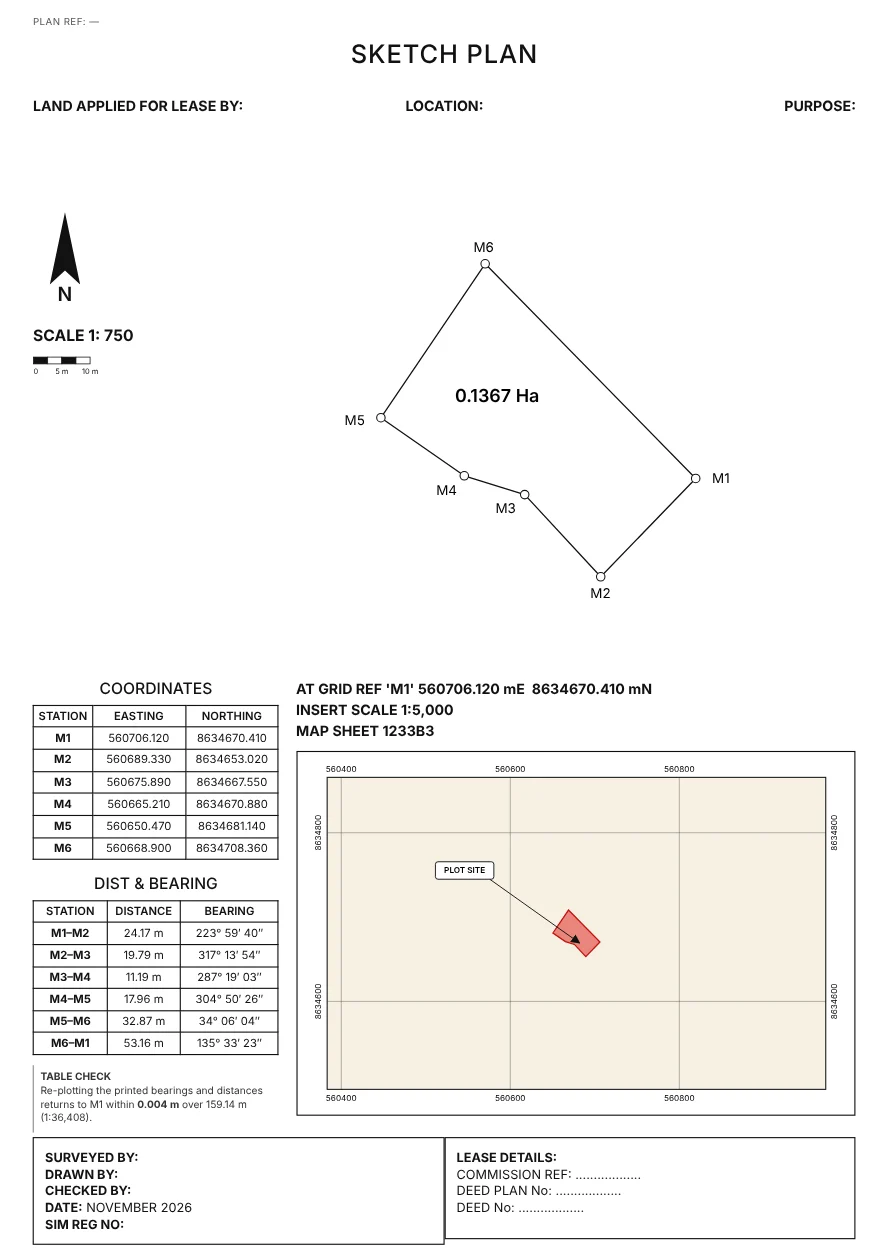 PLAN REF: —
SKETCH PLAN
LAND APPLIED FOR LEASE BY: LOCATION: PURPOSE:
N
SCALE 1: 750
0 5 m 10 m
M6
0.1367 Ha
M5
M4
M3
M1
M2
COORDINATES
STATION EASTING NORTHING
M1 560706.120 8634670.410
M2 560689.330 8634653.020
M3 560675.890 8634667.550
M4 560665.210 8634670.880
M5 560650.470 8634681.140
M6 560668.900 8634708.360
DIST & BEARING
STATION DISTANCE BEARING
M1–M2 24.17 m 223° 59′ 40″
M2–M3 19.79 m 317° 13′ 54″
M3–M4 11.19 m 287° 19′ 03″
M4–M5 17.96 m 304° 50′ 26″
M5–M6 32.87 m 34° 06′ 04″
M6–M1 53.16 m 135° 33′ 23″
TABLE CHECK
Re-plotting the printed bearings and distances
returns to M1 within 0.004 m over 159.14 m
(1:36,408).
AT GRID REF 'M1' 560706.120 mE 8634670.410 mN
INSERT SCALE 1:5,000
MAP SHEET 1233B3
560400 560600 560800
8634800 8634800
PLOT SITE
8634600 8634600
560400 560600 560800
SURVEYED BY:
DRAWN BY:
CHECKED BY:
DATE: NOVEMBER 2026
SIM REG NO:
LEASE DETAILS:
COMMISSION REF: ..................
DEED PLAN No: ..................
DEED No: ..................